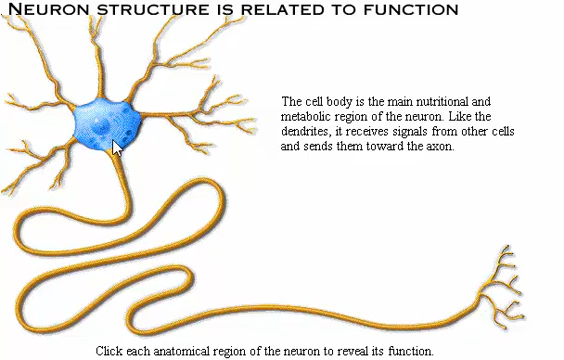 Neuron structure is related to function
The cell body is the main nutritional and
metabolic region of the neuron. Like the
dendrites, it receives signals from other cells
and sends them toward the axon.
Click each anatomical region of the neuron to reveal its function.